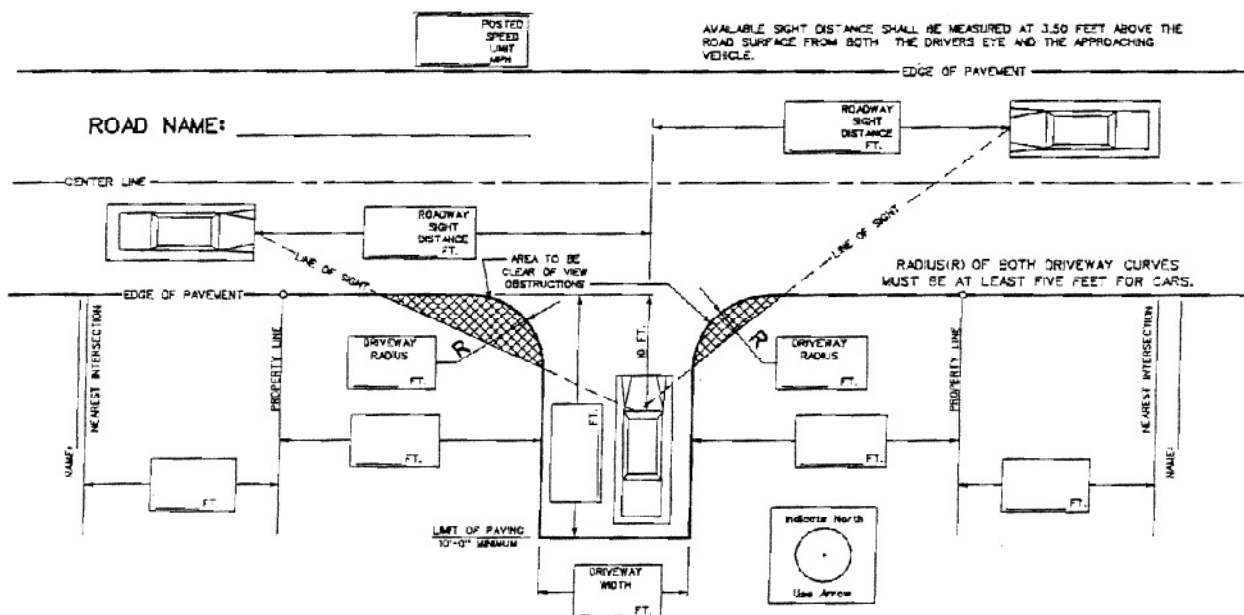 POSTED
SPEED
LIMIT
MPH
AVAILABLE SIGHT DISTANCE SHALL BE MEASURED AT 3.50 FEET ABOVE THE
ROAD SURFACE FROM BOTH THE DRIVERS EYE AND THE APPROACHING
VEHICLE.
EDGE OF PAVEMENT
ROAD NAME:
ROADWAY
SIGHT
DISTANCE
FT.
CENTER LINE
ROADWAY
SIGHT
DISTANCE
FT.
LINE OF SIGHT
LINE OF SIGHT
AREA TO BE
CLEAR OF VIEW
OBSTRUCTIONS
RADIUS(R) OF BOTH DRIVEWAY CURVES
MUST BE AT LEAST FIVE FEET FOR CARS.
EDGE OF PAVEMENT
10 FT.
R
R
DRIVEWAY
RADIUS
FT.
DRIVEWAY
RADIUS
FT.
NAME:
NEAREST INTERSECTION
PROPERTY LINE
PROPERTY LINE
NEAREST INTERSECTION
NAME:
FT.
FT.
FT.
FT.
FT.
LIMIT OF PAVING
10'-0" MINIMUM
DRIVEWAY
WIDTH
FT.
Indicate North
Use Arrow